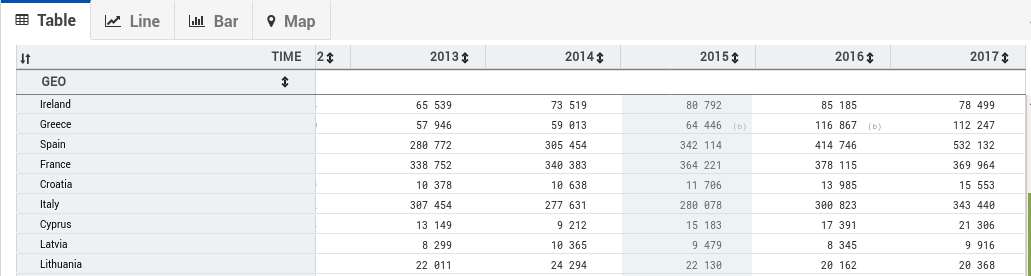 Table Line Bar Map
TIME 2 2013 2014 2015 2016 2017
GEO
Ireland 65 539 73 519 80 792 85 185 78 499
Greece 57 946 59 013 64 446 (b) 116 867 (b) 112 247
Spain 280 772 305 454 342 114 414 746 532 132
France 338 752 340 383 364 221 378 115 369 964
Croatia 10 378 10 638 11 706 13 985 15 553
Italy 307 454 277 631 280 078 300 823 343 440
Cyprus 13 149 9 212 15 183 17 391 21 306
Latvia 8 299 10 365 9 479 8 345 9 916
Lithuania 22 011 24 294 22 130 20 162 20 368